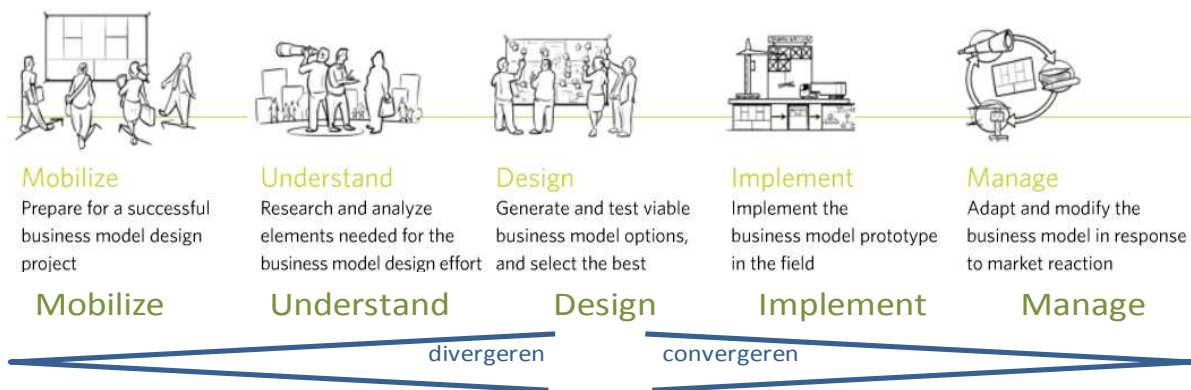 Mobilize
Prepare for a successful
business model design
project
Understand
Research and analyze
elements needed for the
business model design effort
Design
Generate and test viable
business model options,
and select the best
Implement
Implement the
business model prototype
in the field
Manage
Adapt and modify the
business model in response
to market reaction
Mobilize
Understand
Design
Implement
Manage
divergeren
convergeren